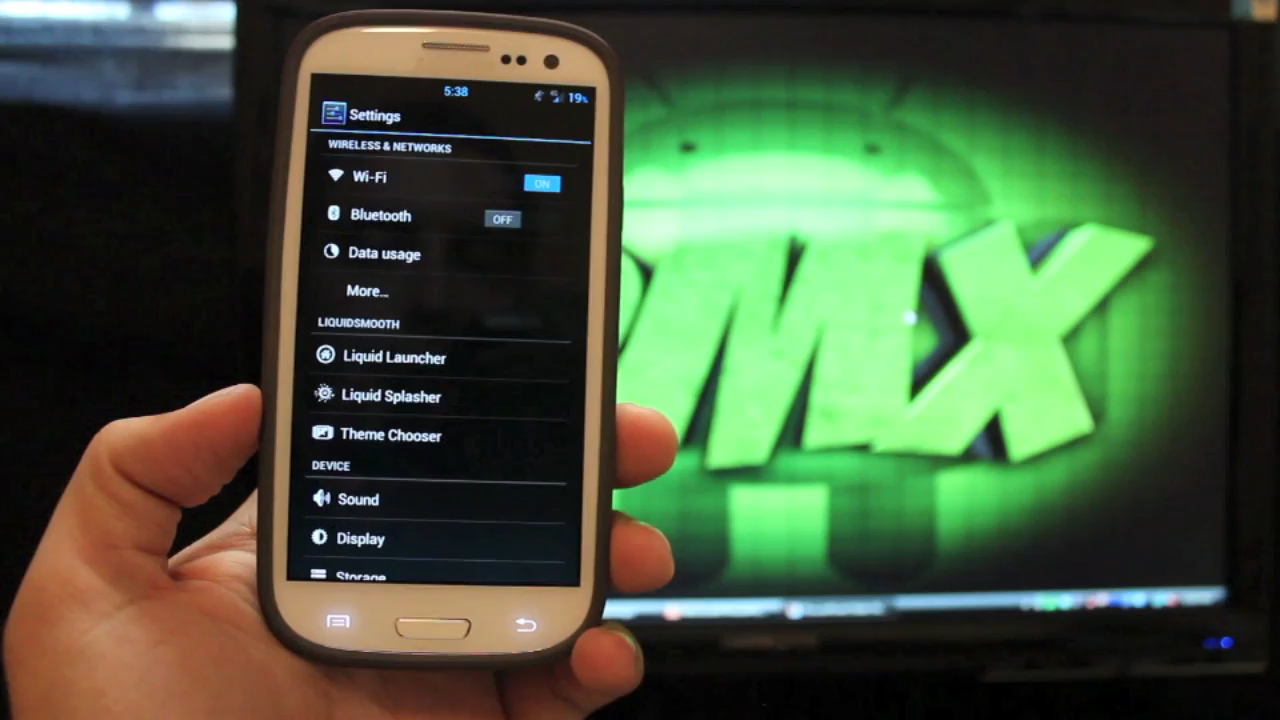 5:38
19%
Settings
WIRELESS & NETWORKS
Wi-Fi
ON
Bluetooth
OFF
Data usage
More...
LIQUIDSMOOTH
Liquid Launcher
Liquid Splasher
Theme Chooser
DEVICE
Sound
Display
Storage
MX